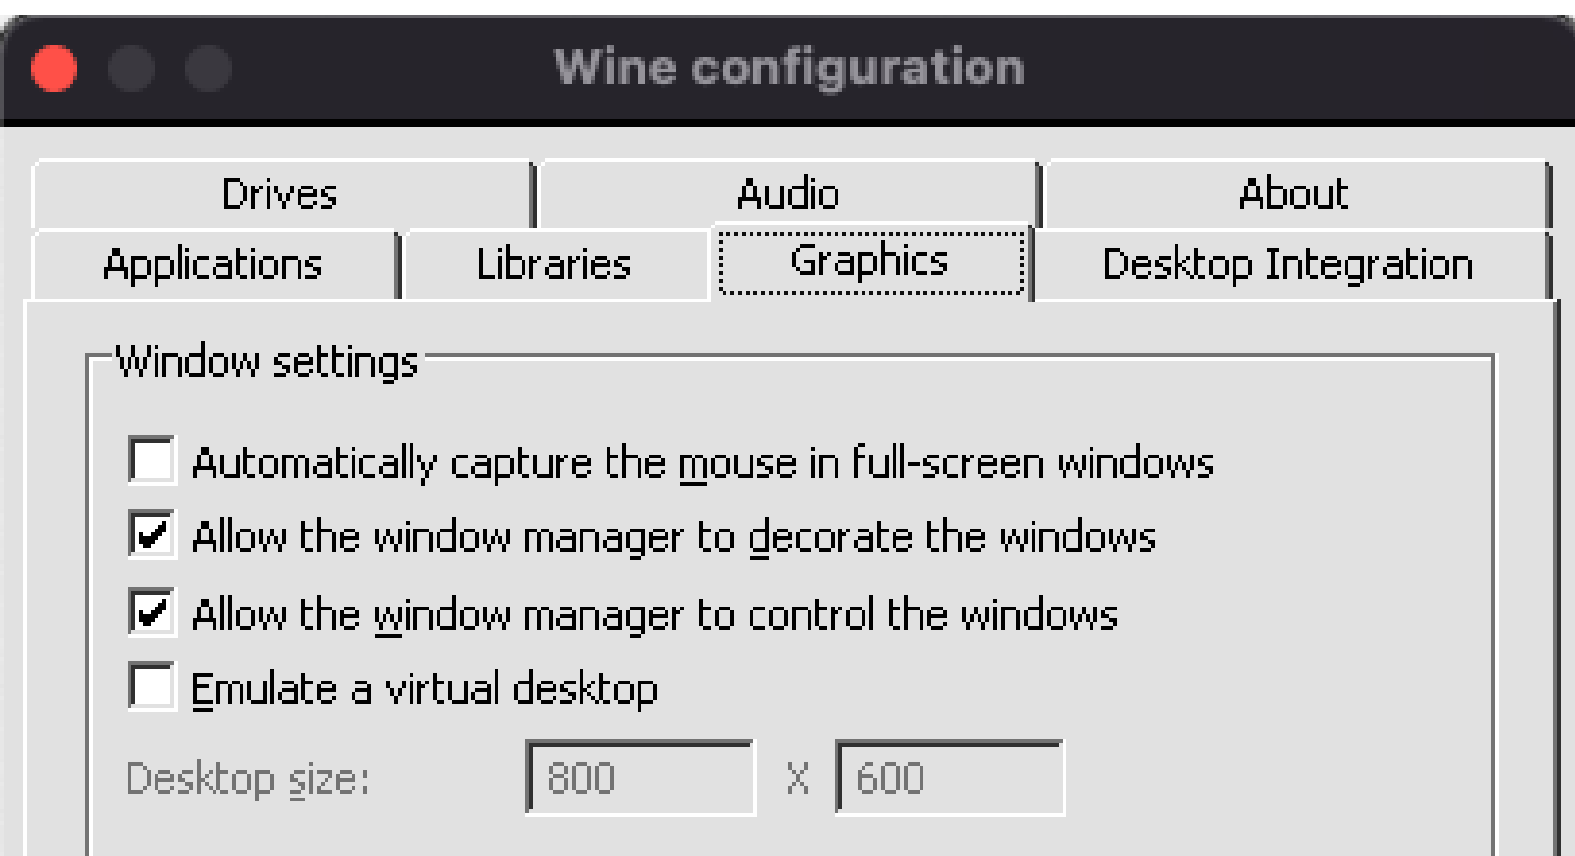 Wine configuration
Drives Audio About
Applications Libraries Graphics Desktop Integration
Window settings
Automatically capture the mouse in full-screen windows
Allow the window manager to decorate the windows
Allow the window manager to control the windows
Emulate a virtual desktop
Desktop size: 800 X 600